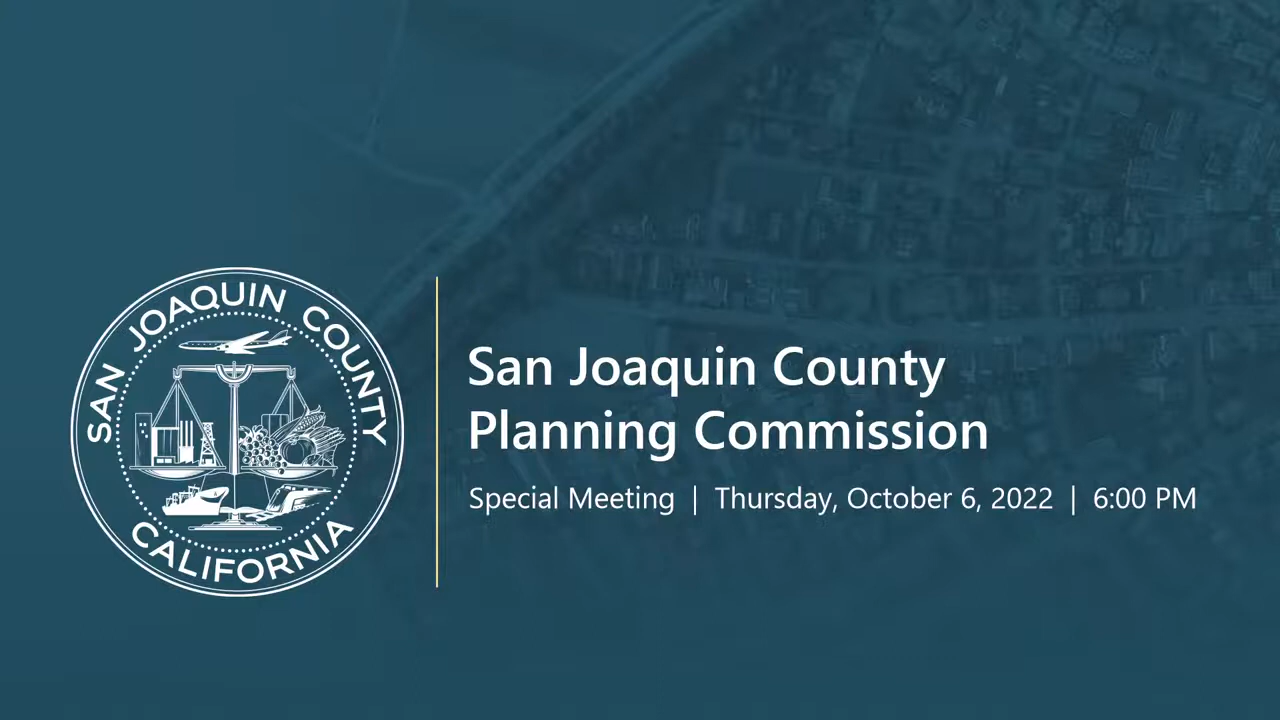 SAN JOAQUIN COUNTY
CALIFORNIA
San Joaquin County
Planning Commission
Special Meeting | Thursday, October 6, 2022 | 6:00 PM